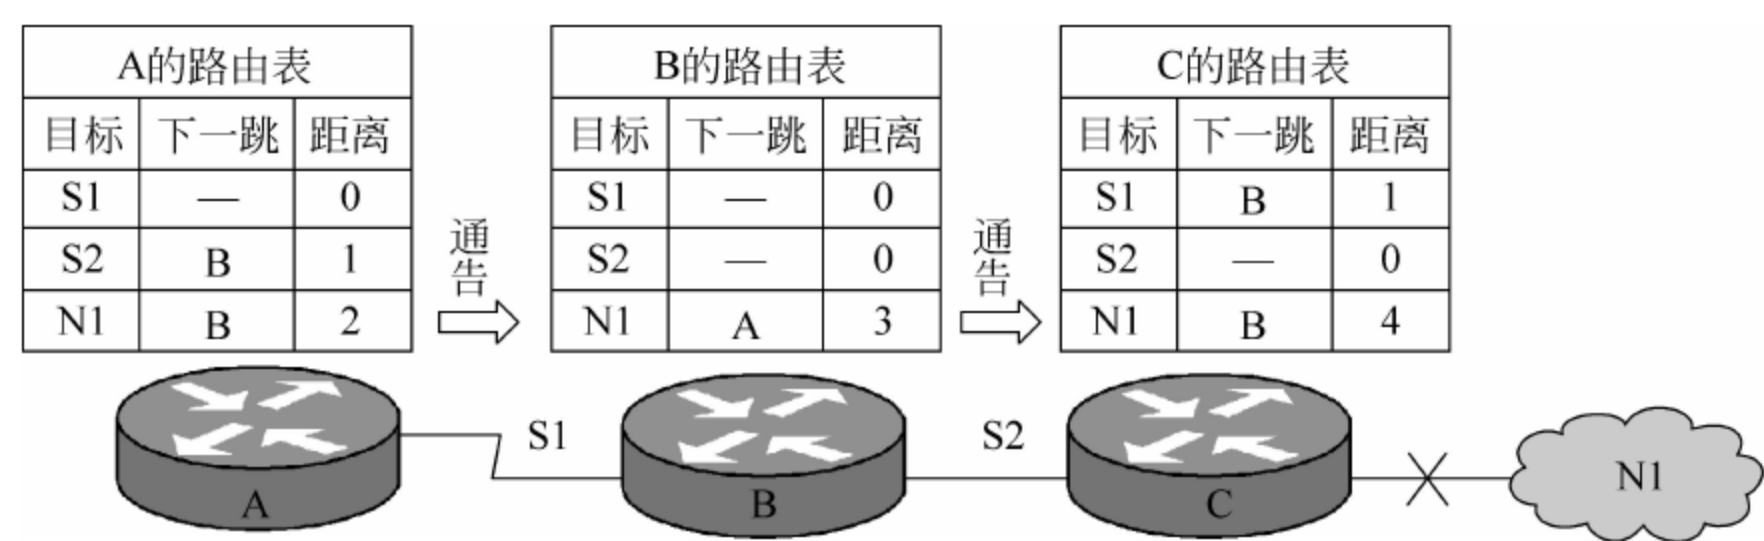 A的路由表
目标 下一跳 距离
S1 — 0
S2 B 1
N1 B 2
通告
B的路由表
目标 下一跳 距离
S1 — 0
S2 — 0
N1 A 3
通告
C的路由表
目标 下一跳 距离
S1 B 1
S2 — 0
N1 B 4
A
S1
B
S2
C
N1